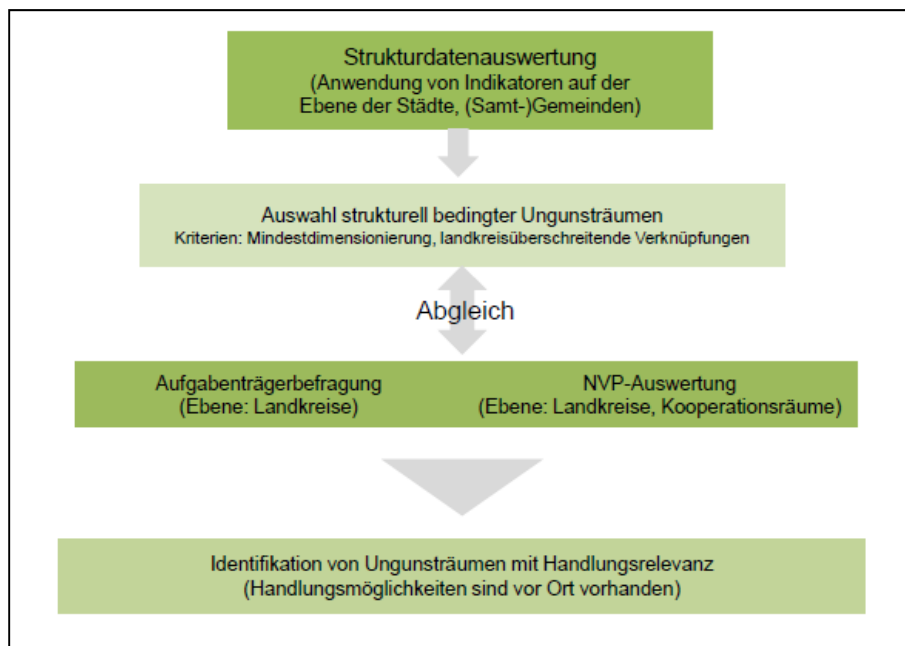 Strukturdatenauswertung
(Anwendung von Indikatoren auf der
Ebene der Städte, (Samt-)Gemeinden)
Auswahl strukturell bedingter Ungunsträumen
Kriterien: Mindestdimensionierung, landkreisüberschreitende Verknüpfungen
Abgleich
Aufgabenträgerbefragung
(Ebene: Landkreise)
NVP-Auswertung
(Ebene: Landkreise, Kooperationsräume)
Identifikation von Ungunsträumen mit Handlungsrelevanz
(Handlungsmöglichkeiten sind vor Ort vorhanden)